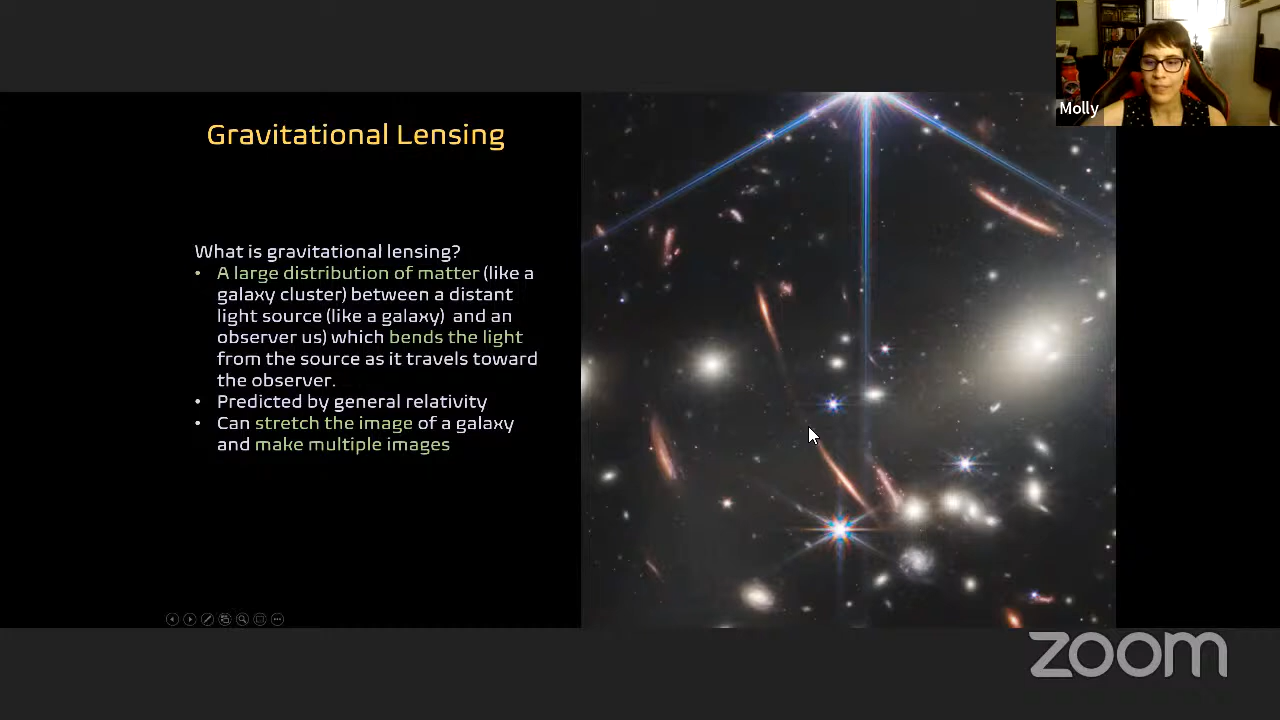 Molly
Gravitational Lensing
What is gravitational lensing?
• A large distribution of matter (like a
galaxy cluster) between a distant
light source (like a galaxy) and an
observer us) which bends the light
from the source as it travels toward
the observer.
• Predicted by general relativity
• Can stretch the image of a galaxy
and make multiple images
zoom